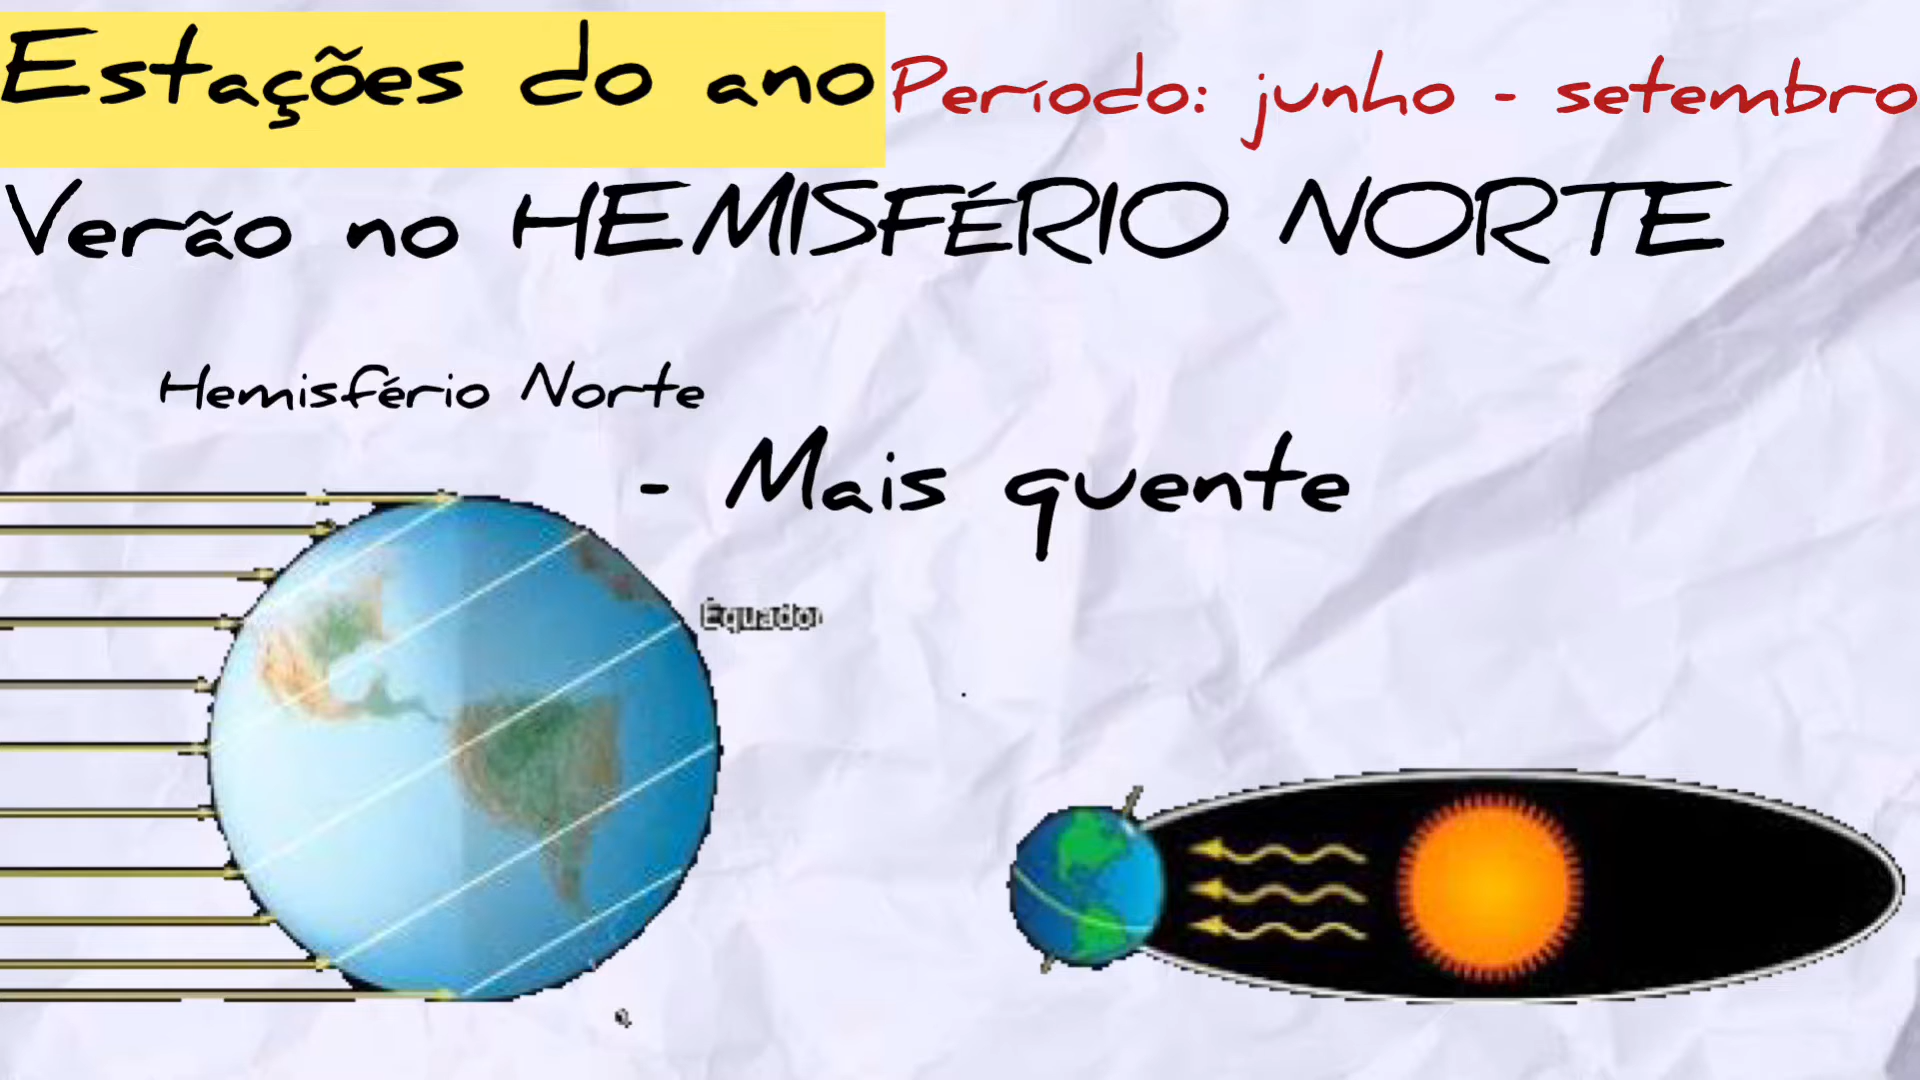 Estações do ano Período: junho - setembro
Verão no HEMISFÉRIO NORTE
Hemisfério Norte
- Mais quente
Equador